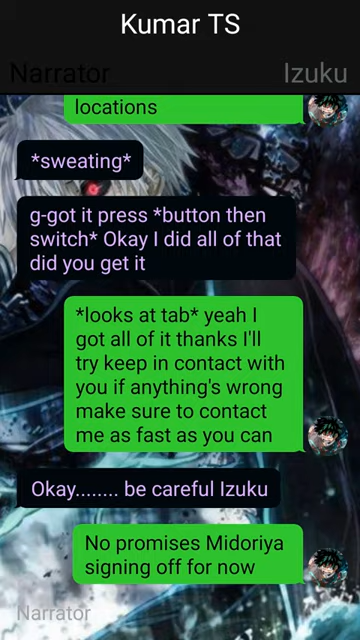 Kumar TS
Narrator
Izuku
locations
*sweating*
g-got it press *button then
switch* Okay I did all of that
did you get it
*looks at tab* yeah I
got all of it thanks I'll
try keep in contact with
you if anything's wrong
make sure to contact
me as fast as you can
Okay........ be careful Izuku
No promises Midoriya
signing off for now
Narrator